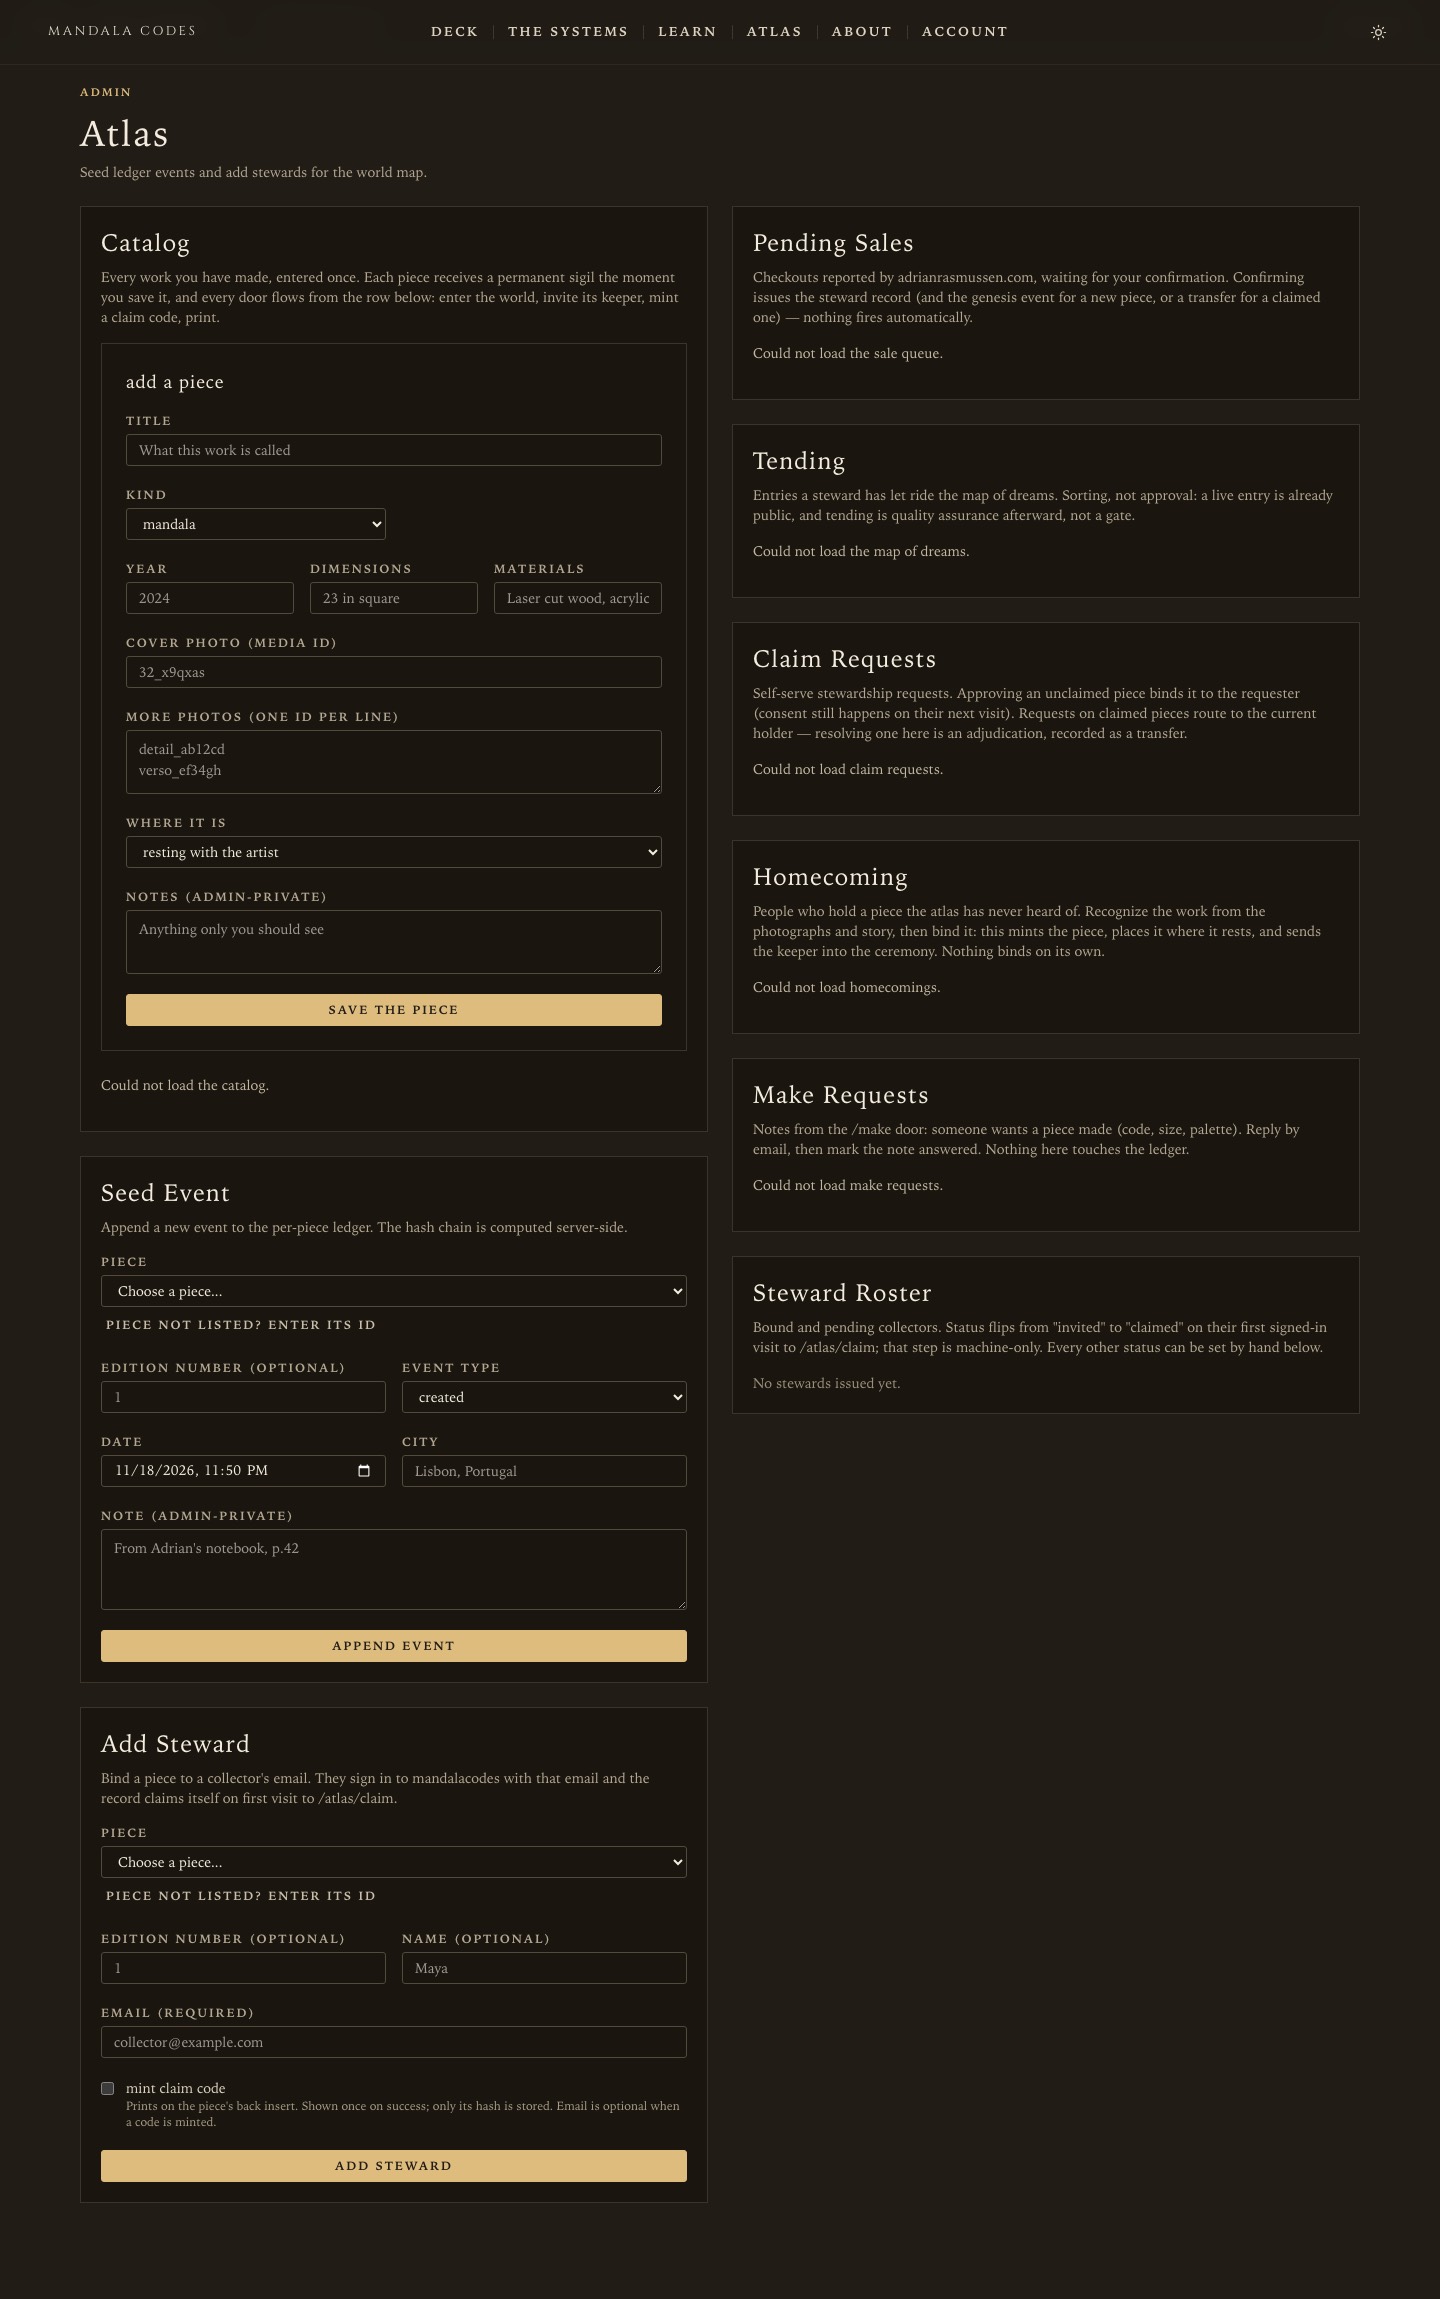 MANDALA CODES
DECK
THE SYSTEMS
LEARN
ATLAS
ABOUT
ACCOUNT
ADMIN
Atlas
Seed ledger events and add stewards for the world map.
Catalog
Every work you have made, entered once. Each piece receives a permanent sigil the moment
you save it, and every door flows from the row below: enter the world, invite its keeper, mint
a claim code, print.
add a piece
TITLE
What this work is called
KIND
mandala
YEAR
DIMENSIONS
MATERIALS
2024
23 in square
Laser cut wood, acrylic
COVER PHOTO (MEDIA ID)
32_x9qxas
MORE PHOTOS (ONE ID PER LINE)
detail_ab12cd
verso_ef34gh
WHERE IT IS
resting with the artist
NOTES (ADMIN-PRIVATE)
Anything only you should see
SAVE THE PIECE
Could not load the catalog.
Seed Event
Append a new event to the per-piece ledger. The hash chain is computed server-side.
PIECE
Choose a piece...
PIECE NOT LISTED? ENTER ITS ID
EDITION NUMBER (OPTIONAL)
EVENT TYPE
1
created
DATE
CITY
11/18/2026, 11:50 PM
Lisbon, Portugal
NOTE (ADMIN-PRIVATE)
From Adrian's notebook, p.42
APPEND EVENT
Add Steward
Bind a piece to a collector's email. They sign in to mandalacodes with that email and the
record claims itself on first visit to /atlas/claim.
PIECE
Choose a piece...
PIECE NOT LISTED? ENTER ITS ID
EDITION NUMBER (OPTIONAL)
NAME (OPTIONAL)
1
Maya
EMAIL (REQUIRED)
collector@example.com
mint claim code
Prints on the piece's back insert. Shown once on success; only its hash is stored. Email is optional when
a code is minted.
ADD STEWARD
Pending Sales
Checkouts reported by adrianrasmussen.com, waiting for your confirmation. Confirming
issues the steward record (and the genesis event for a new piece, or a transfer for a claimed
one) — nothing fires automatically.
Could not load the sale queue.
Tending
Entries a steward has let ride the map of dreams. Sorting, not approval: a live entry is already
public, and tending is quality assurance afterward, not a gate.
Could not load the map of dreams.
Claim Requests
Self-serve stewardship requests. Approving an unclaimed piece binds it to the requester
(consent still happens on their next visit). Requests on claimed pieces route to the current
holder — resolving one here is an adjudication, recorded as a transfer.
Could not load claim requests.
Homecoming
People who hold a piece the atlas has never heard of. Recognize the work from the
photographs and story, then bind it: this mints the piece, places it where it rests, and sends
the keeper into the ceremony. Nothing binds on its own.
Could not load homecomings.
Make Requests
Notes from the /make door: someone wants a piece made (code, size, palette). Reply by
email, then mark the note answered. Nothing here touches the ledger.
Could not load make requests.
Steward Roster
Bound and pending collectors. Status flips from "invited" to "claimed" on their first signed-in
visit to /atlas/claim; that step is machine-only. Every other status can be set by hand below.
No stewards issued yet.